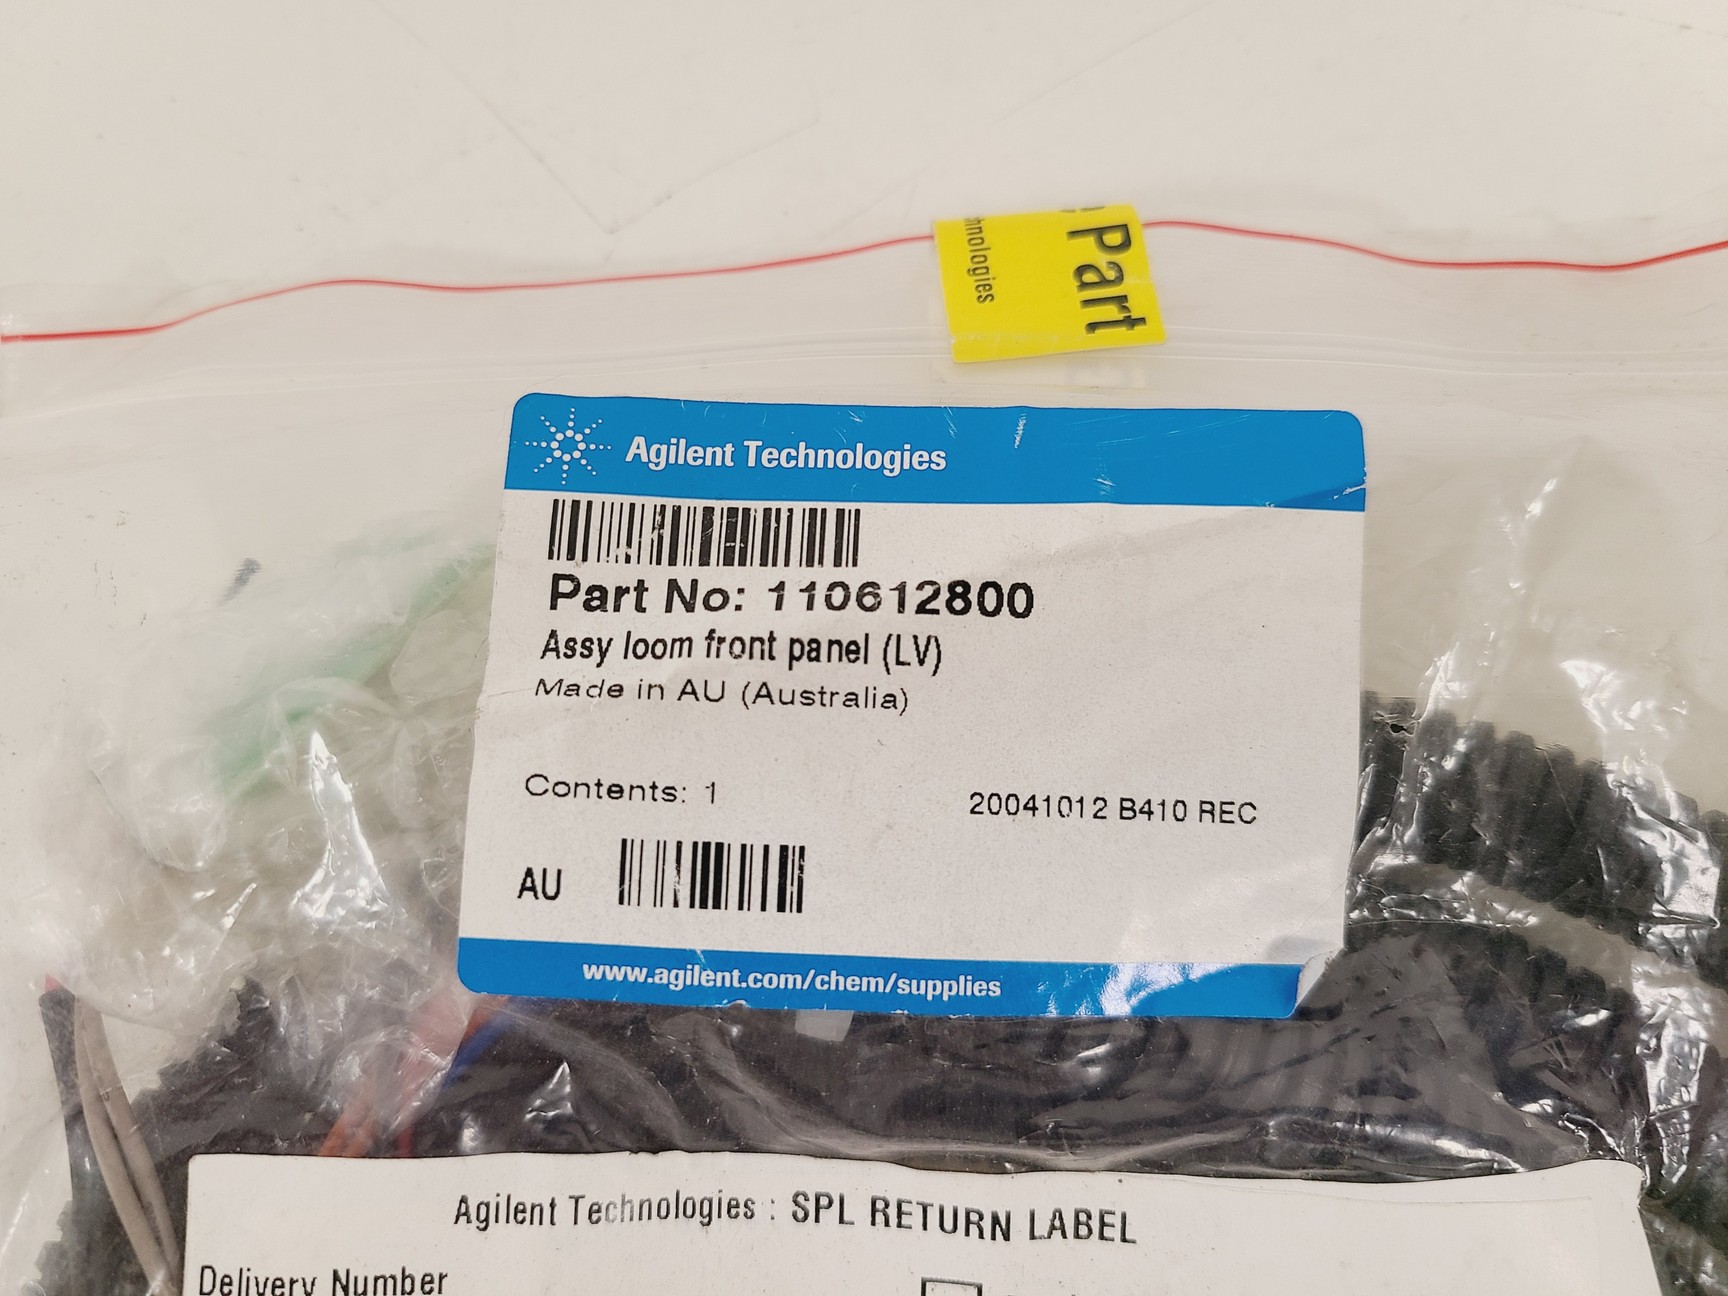 Part
hnologies
Agilent Technologies
Part No: 110612800
Assy loom front panel (LV)
Made in AU (Australia)
Contents: 1
20041012 B410 REC
AU
www.agilent.com/chem/supplies
Agilent Technologies : SPL RETURN LABEL
Delivery Number